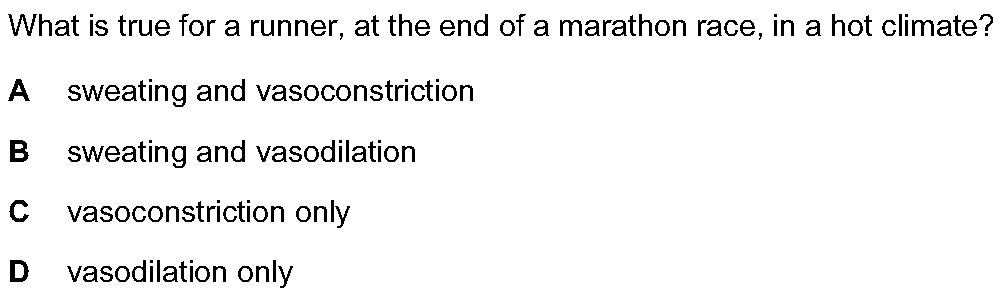 What is true for a runner, at the end of a marathon race, in a hot climate?
A sweating and vasoconstriction
B sweating and vasodilation
C vasoconstriction only
D vasodilation only